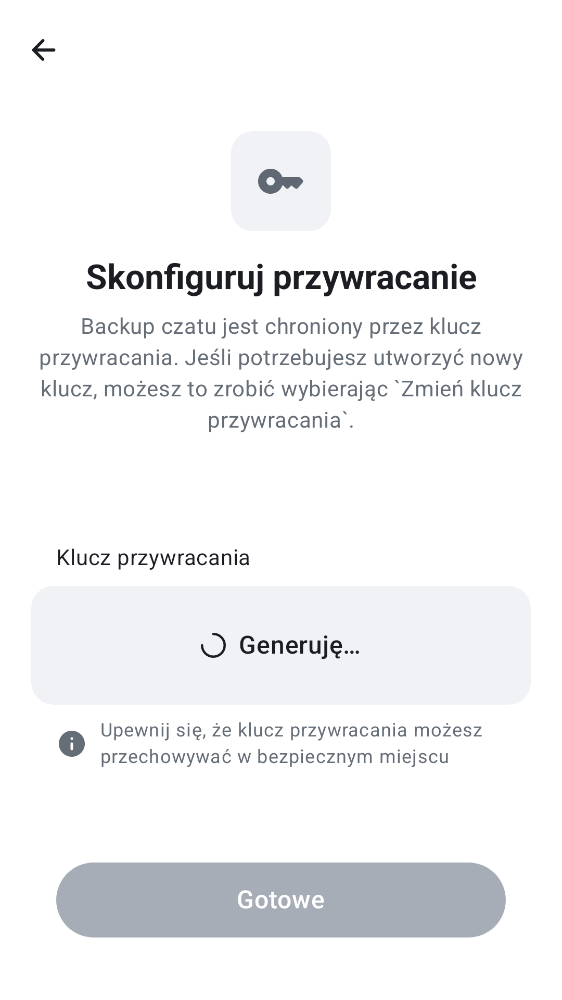 Skonfiguruj przywracanie
Backup czatu jest chroniony przez klucz
przywracania. Jeśli potrzebujesz utworzyć nowy
klucz, możesz to zrobić wybierając `Zmień klucz
przywracania`.
Klucz przywracania
Generuję…
Upewnij się, że klucz przywracania możesz
przechowywać w bezpiecznym miejscu
Gotowe